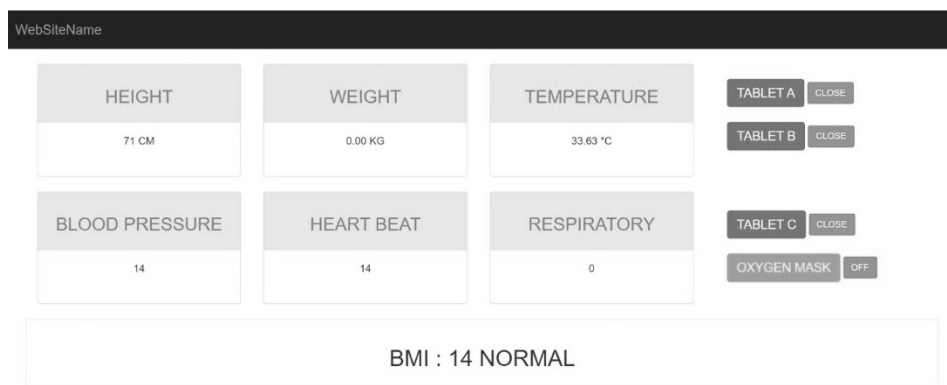 WebSiteName
HEIGHT
71 CM
WEIGHT
0.00 KG
TEMPERATURE
33.63 °C
TABLET A CLOSE
TABLET B CLOSE
BLOOD PRESSURE
14
HEART BEAT
14
RESPIRATORY
0
TABLET C CLOSE
OXYGEN MASK OFF
BMI : 14 NORMAL